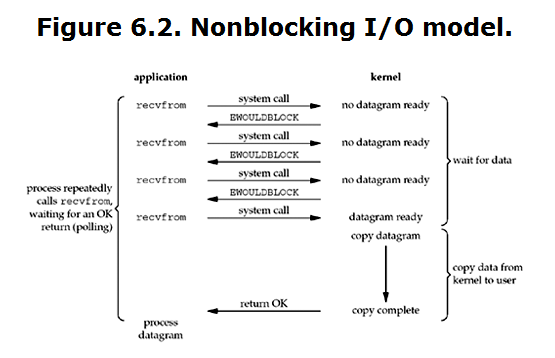 Figure 6.2. Nonblocking I/O model.
application kernel
recvfrom system call no datagram ready
EWOULDBLOCK
recvfrom system call no datagram ready
EWOULDBLOCK
recvfrom system call no datagram ready
EWOULDBLOCK
recvfrom system call datagram ready
process repeatedly
calls recvfrom,
waiting for an OK
return (polling)
wait for data
copy datagram
copy data from
kernel to user
return OK copy complete
process
datagram